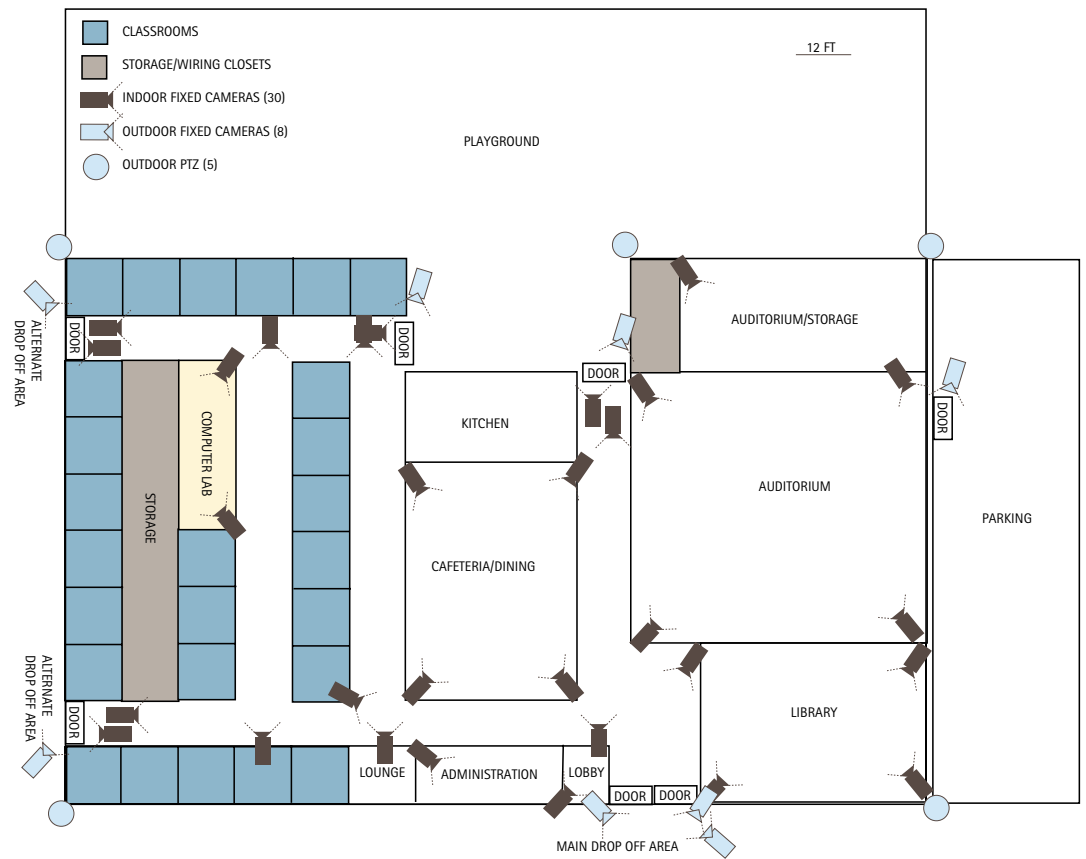 CLASSROOMS
12 FT
STORAGE/WIRING CLOSETS
INDOOR FIXED CAMERAS (30)
OUTDOOR FIXED CAMERAS (8)
PLAYGROUND
OUTDOOR PTZ (5)
ALTERNATE
DROP OFF AREA
DOOR
DOOR
AUDITORIUM/STORAGE
DOOR
KITCHEN
DOOR
COMPUTER LAB
STORAGE
AUDITORIUM
PARKING
CAFETERIA/DINING
ALTERNATE
DROP OFF AREA
DOOR
LIBRARY
LOUNGE
ADMINISTRATION
LOBBY
DOOR
DOOR
MAIN DROP OFF AREA